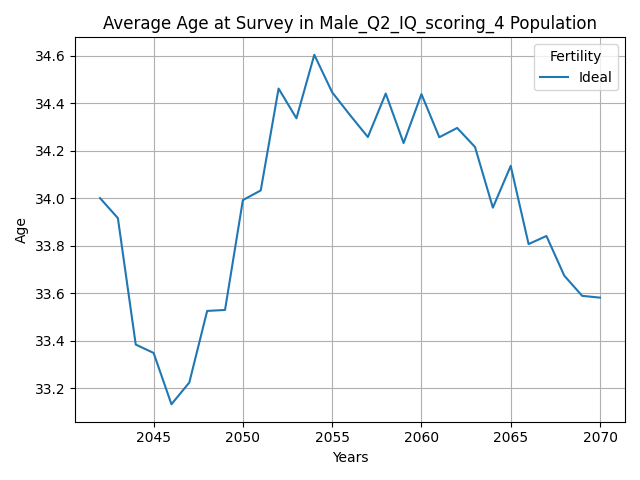 Average Age at Survey in Male_Q2_IQ_scoring_4 Population
Fertility
Ideal
34.6
34.4
34.2
34.0
33.8
33.6
33.4
33.2
Age
2045 2050 2055 2060 2065 2070
Years